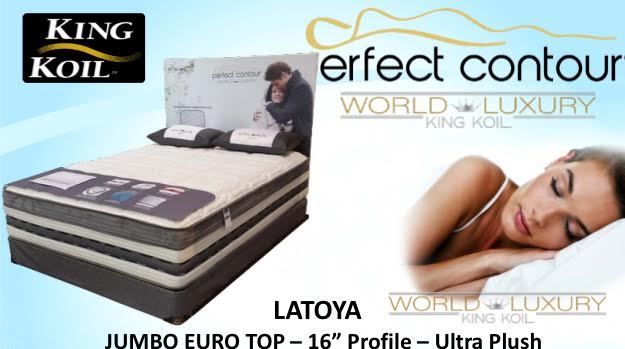 KING
KOIL
perfect contour
erfect contour
WORLD LUXURY
KING KOIL
WORLD LUXURY
KING KOIL
LATOYA
JUMBO EURO TOP – 16” Profile – Ultra Plush